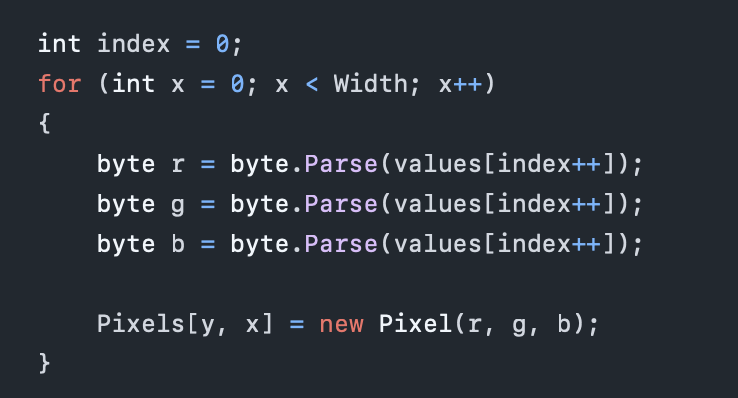 int index = 0;
for (int x = 0; x < Width; x++)
{
    byte r = byte.Parse(values[index++]);
    byte g = byte.Parse(values[index++]);
    byte b = byte.Parse(values[index++]);

    Pixels[y, x] = new Pixel(r, g, b);
}